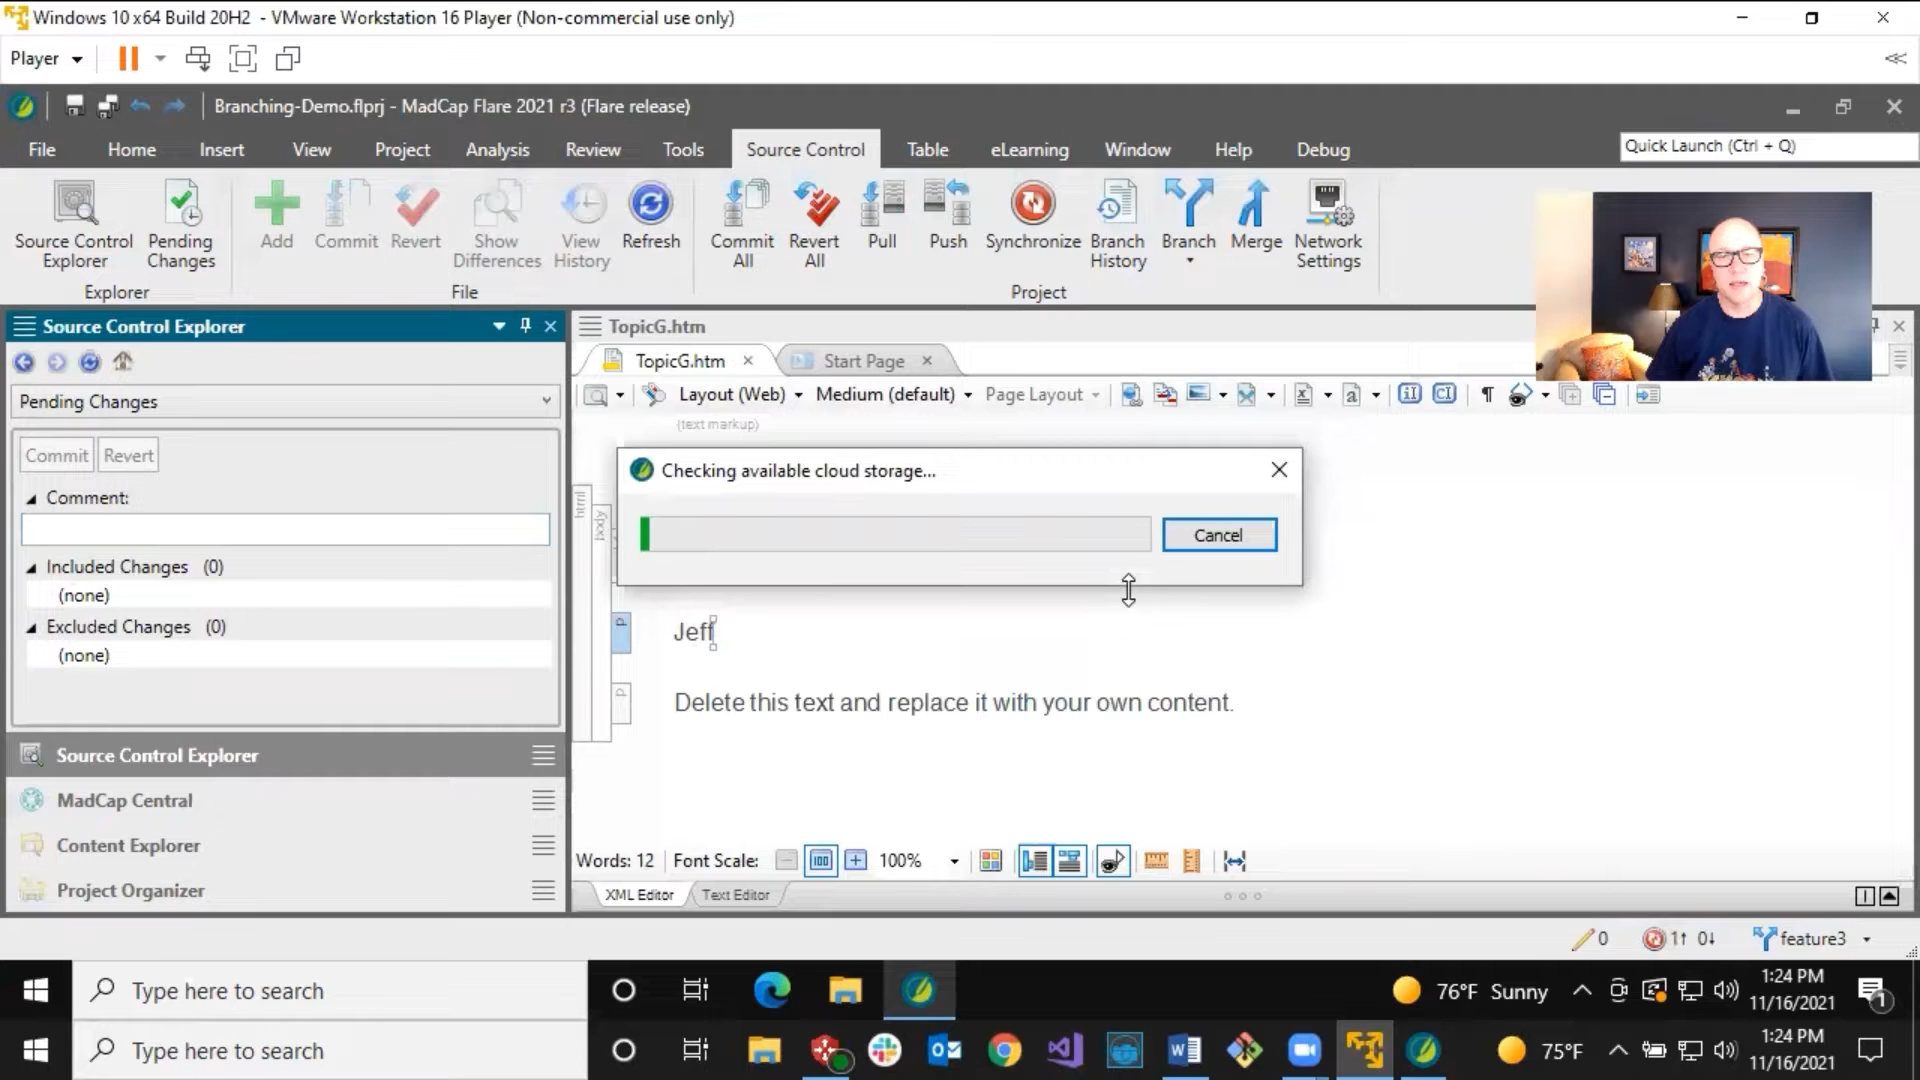 Windows 10 x64 Build 20H2 - VMware Workstation 16 Player (Non-commercial use only)
Player
Branching-Demo.flprj - MadCap Flare 2021 r3 (Flare release)
File Home Insert View Project Analysis Review Tools Source Control Table eLearning Window Help Debug
Quick Launch (Ctrl + Q)
Source Control Explorer
Pending Changes
Add
Commit
Revert
Show Differences
View History
Refresh
Commit All
Revert All
Pull
Push
Synchronize
Branch History
Branch
Merge
Network Settings
Explorer
File
Project
Source Control Explorer
TopicG.htm
TopicG.htm
Start Page
Pending Changes
Layout (Web)
Medium (default)
Page Layout
(text markup)
Commit
Revert
Comment:
Included Changes (0)
(none)
Excluded Changes (0)
(none)
Checking available cloud storage...
Cancel
html
body
p
Jeff
p
Delete this text and replace it with your own content.
Source Control Explorer
MadCap Central
Content Explorer
Project Organizer
Words: 12 Font Scale: 100 100%
XML Editor Text Editor
0 1↑ 0↓ feature3
Type here to search
76°F Sunny
1:24 PM
11/16/2021
1
Type here to search
75°F
1:24 PM
11/16/2021